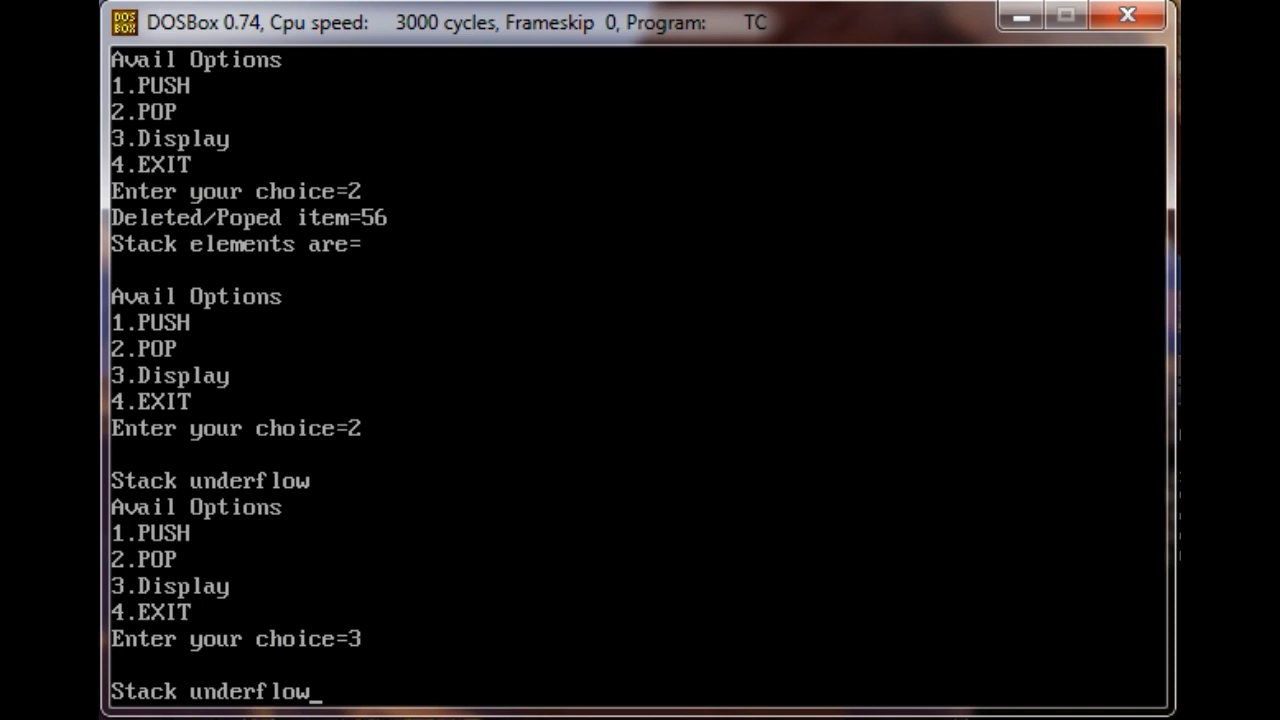 DOS BOX
DOSBox 0.74, Cpu speed: 3000 cycles, Frameskip 0, Program: TC
Avail Options
1.PUSH
2.POP
3.Display
4.EXIT
Enter your choice=2
Deleted/Poped item=56
Stack elements are=
Avail Options
1.PUSH
2.POP
3.Display
4.EXIT
Enter your choice=2
Stack underflow
Avail Options
1.PUSH
2.POP
3.Display
4.EXIT
Enter your choice=3
Stack underflow_